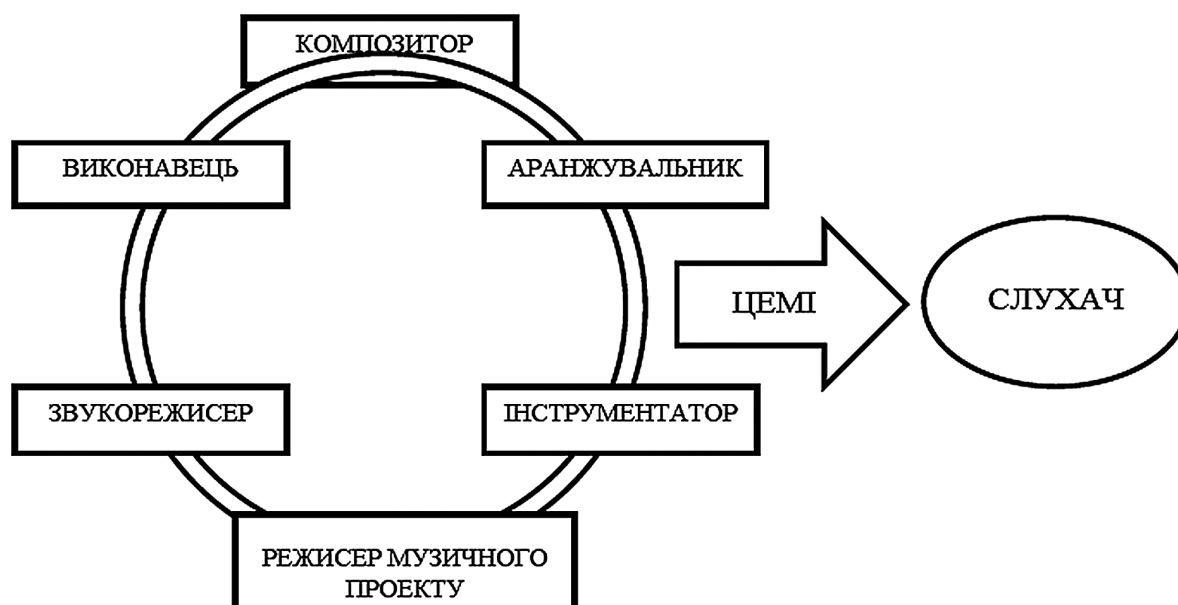 КОМПОЗИТОР
ВИКОНАВЕЦЬ
АРАНЖУВАЛЬНИК
ЦЕМІ
СЛУХАЧ
ЗВУКОРЕЖИСЕР
ІНСТРУМЕНТАТОР
РЕЖИСЕР МУЗИЧНОГО
ПРОЕКТУ